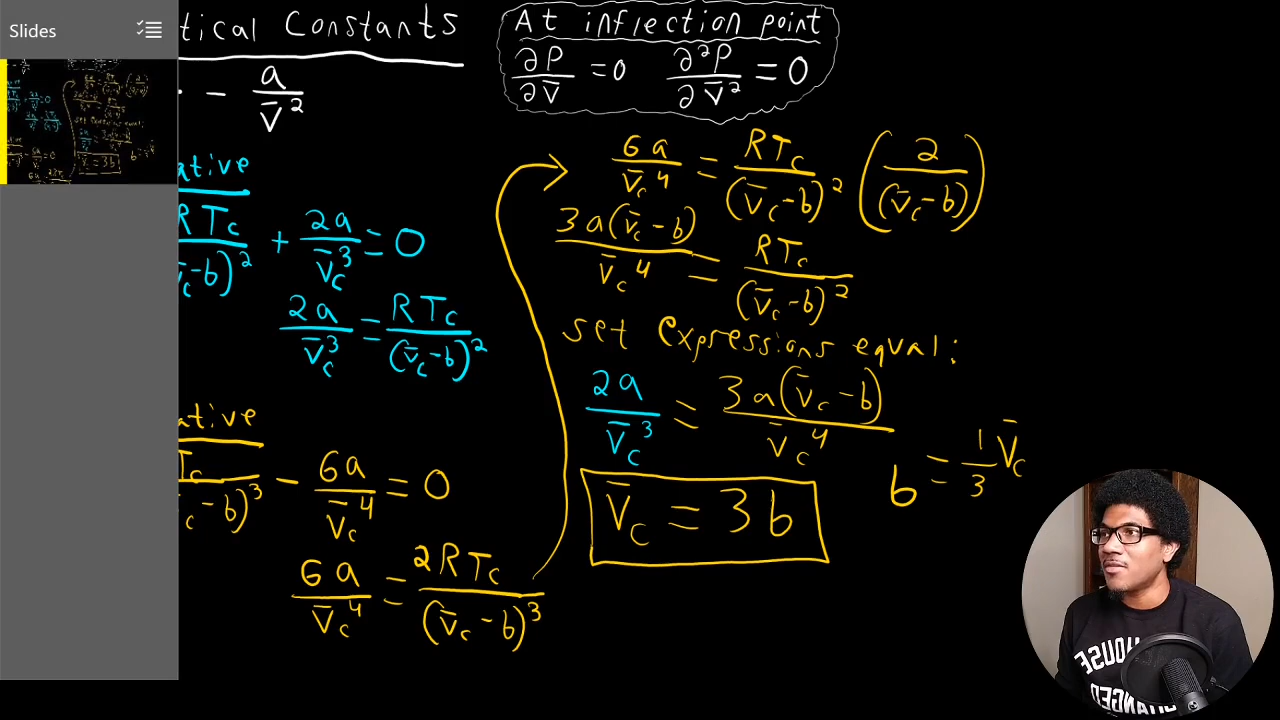 Slides
tical Constants
- a/V̄²
At inflection point
∂P/∂V̄ = 0 ∂²P/∂V̄² = 0
ative
RTc/(V̄c-b)² + 2a/V̄c³ = 0
2a/V̄c³ = RTc/(V̄c-b)²
ative
Tc/(V̄c-b)³ - 6a/V̄c⁴ = 0
6a/V̄c⁴ = 2RTc/(V̄c-b)³
6a/V̄c⁴ = RTc/(V̄c-b)² (2/(V̄c-b))
3a(V̄c-b)/V̄c⁴ = RTc/(V̄c-b)²
set expressions equal:
2a/V̄c³ = 3a(V̄c-b)/V̄c⁴
V̄c = 3b
b = 1/3 V̄c
HOUSE